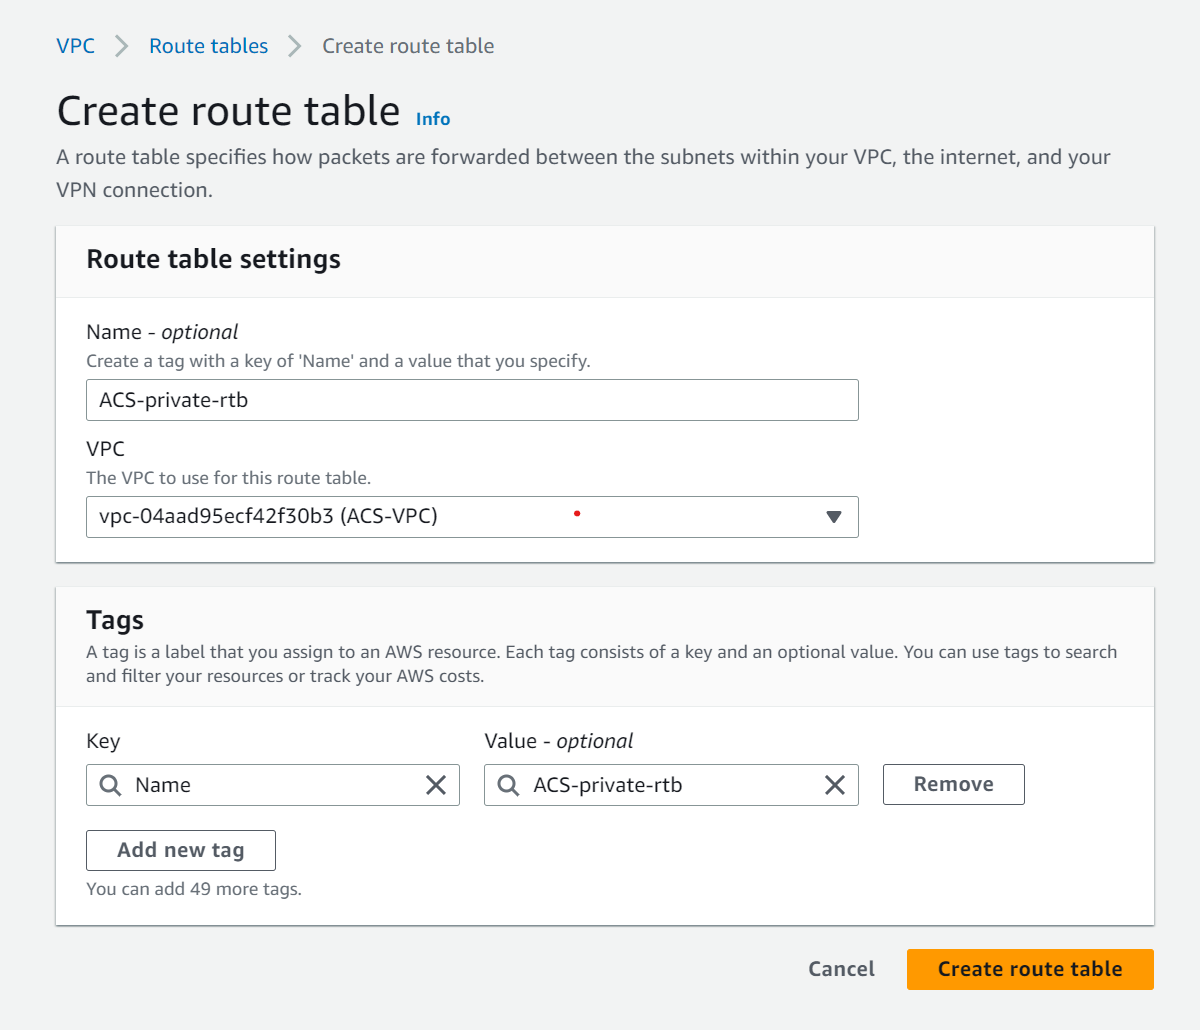 VPC > Route tables > Create route table
Create route table Info
A route table specifies how packets are forwarded between the subnets within your VPC, the internet, and your
VPN connection.
Route table settings
Name - optional
Create a tag with a key of 'Name' and a value that you specify.
ACS-private-rtb
VPC
The VPC to use for this route table.
vpc-04aad95ecf42f30b3 (ACS-VPC)
Tags
A tag is a label that you assign to an AWS resource. Each tag consists of a key and an optional value. You can use tags to search
and filter your resources or track your AWS costs.
Key Value - optional
Name ACS-private-rtb Remove
Add new tag
You can add 49 more tags.
Cancel Create route table